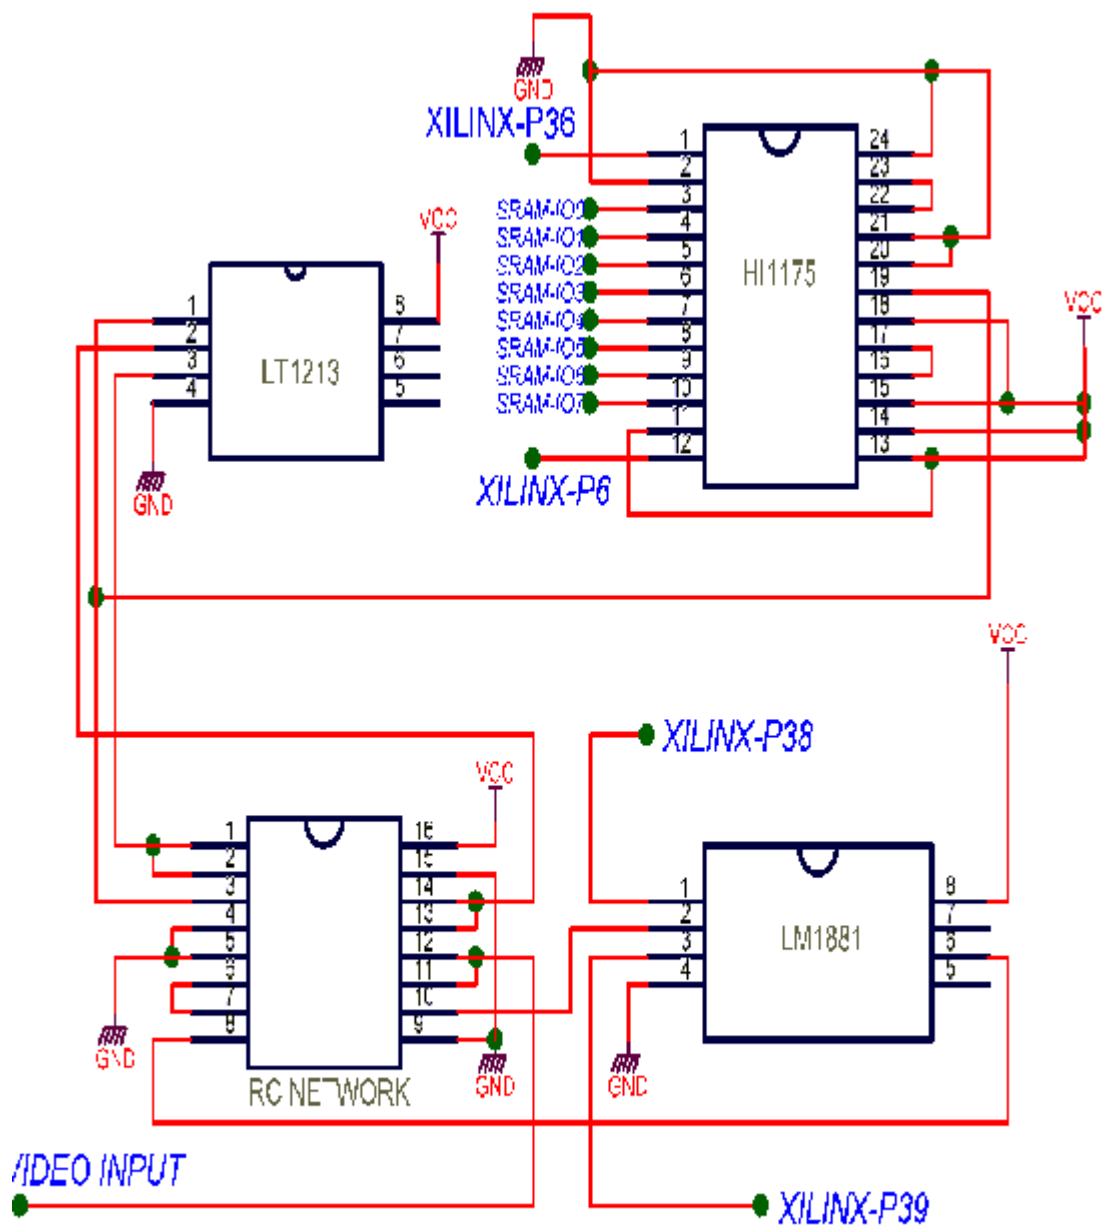 GND
XILINX-P36
1
2
3
4
5
6
7
8
9
10
11
12
24
23
22
21
20
19
18
17
16
15
14
13
HI1175
SRAM-IO0
SRAM-IO1
SRAM-IO2
SRAM-IO3
SRAM-IO4
SRAM-IO5
SRAM-IO6
SRAM-IO7
XILINX-P6
VCC
VCC
1
2
3
4
8
7
6
5
LT1213
GND
VCC
XILINX-P38
VCC
1
2
3
4
5
6
7
8
16
15
14
13
12
11
10
9
RC NETWORK
GND
GND
1
2
3
4
8
7
6
5
LM1881
GND
VIDEO INPUT
XILINX-P39